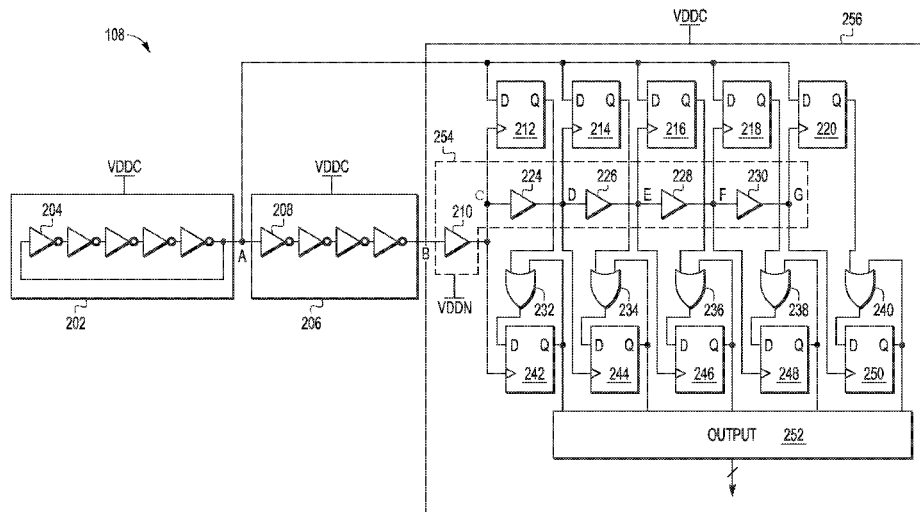 108
VDDC
256
D Q
212
D Q
214
D Q
216
D Q
218
D Q
220
254
VDDC
VDDC
204
208
210
C
224
D
226
E
228
F
230
G
A
B
VDDN
202
206
232
234
236
238
240
D Q
242
D Q
244
D Q
246
D Q
248
D Q
250
OUTPUT 252